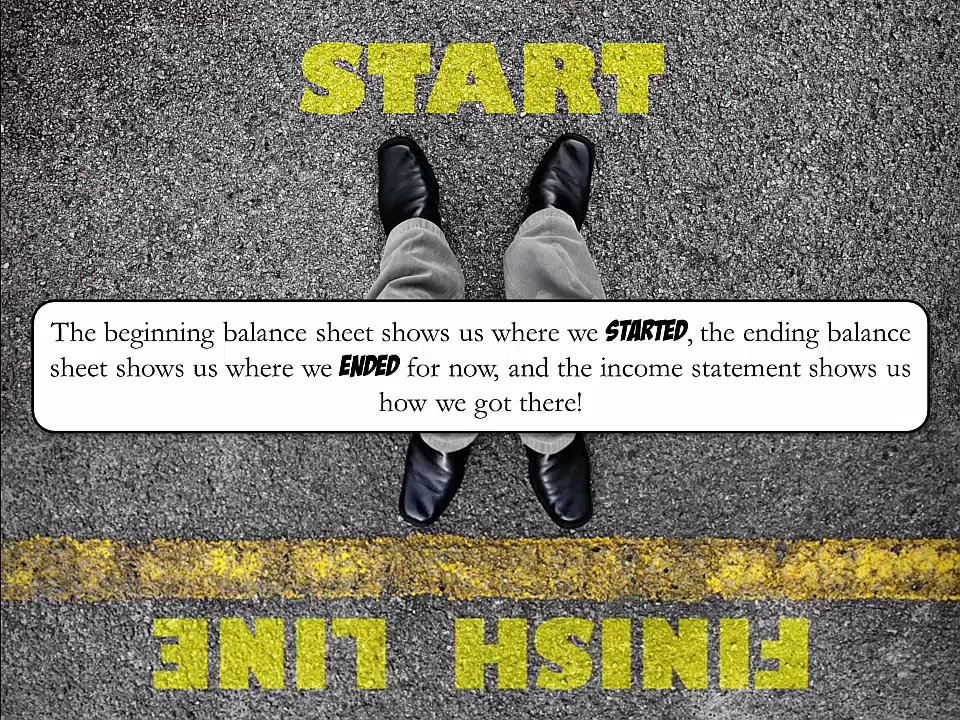 START
The beginning balance sheet shows us where we STARTED, the ending balance
sheet shows us where we ENDED for now, and the income statement shows us
how we got there!
FINISH LINE